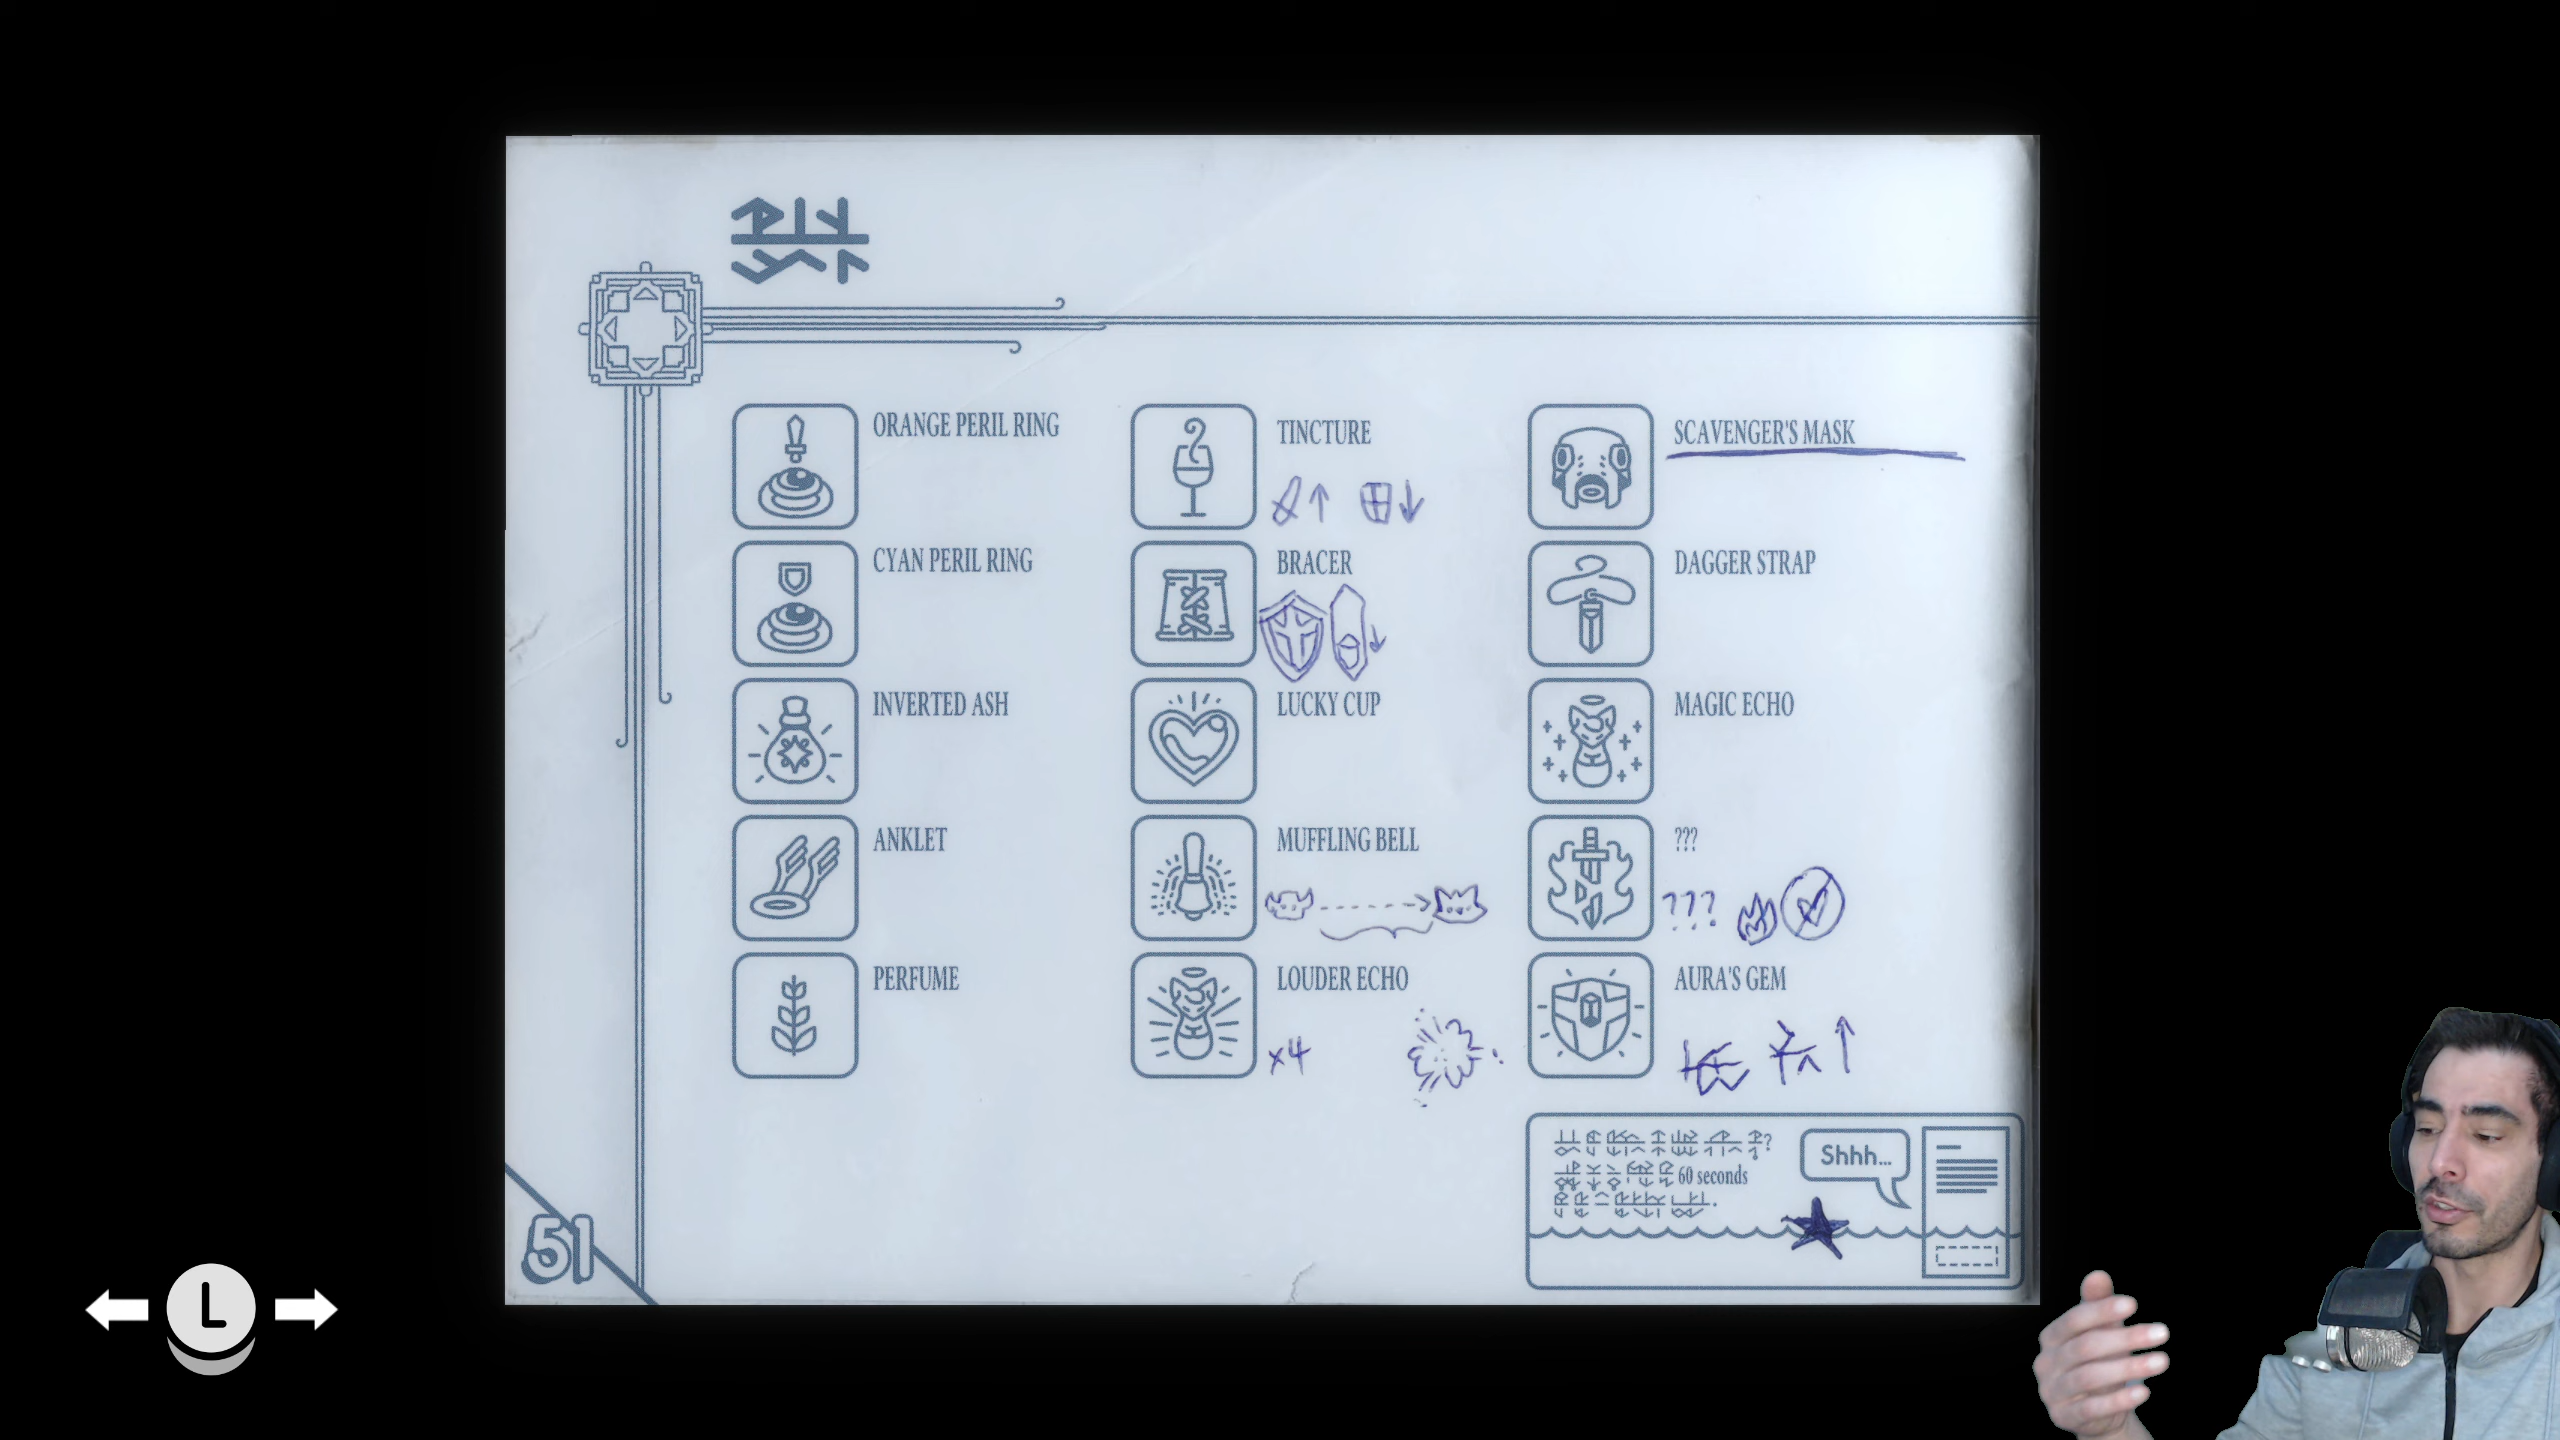 ORANGE PERIL RING
CYAN PERIL RING
INVERTED ASH
ANKLET
PERFUME
TINCTURE
BRACER
LUCKY CUP
MUFFLING BELL
LOUDER ECHO
x4
SCAVENGER'S MASK
DAGGER STRAP
MAGIC ECHO
???
???
AURA'S GEM
?
60 seconds
Shhh...
51
L